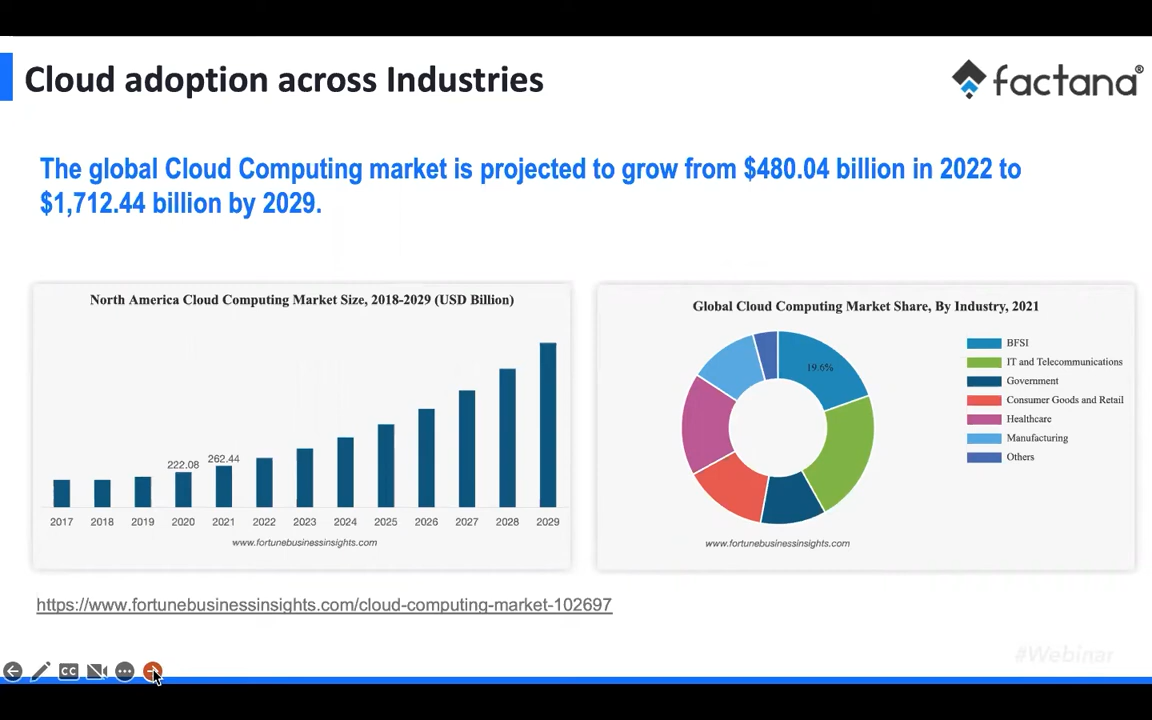 Cloud adoption across Industries
factana®
The global Cloud Computing market is projected to grow from $480.04 billion in 2022 to
$1,712.44 billion by 2029.
North America Cloud Computing Market Size, 2018-2029 (USD Billion)
222.08
262.44
2017 2018 2019 2020 2021 2022 2023 2024 2025 2026 2027 2028 2029
www.fortunebusinessinsights.com
Global Cloud Computing Market Share, By Industry, 2021
19.6%
BFSI
IT and Telecommunications
Government
Consumer Goods and Retail
Healthcare
Manufacturing
Others
www.fortunebusinessinsights.com
https://www.fortunebusinessinsights.com/cloud-computing-market-102697
#Webinar
CC